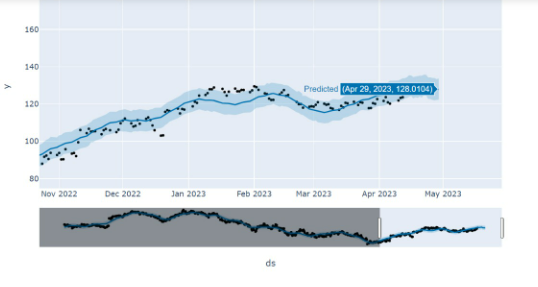 160
Predicted (Apr 29, 2023, 128.0104)
140
y
120
100
80
Nov 2022 Dec 2022 Jan 2023 Feb 2023 Mar 2023 Apr 2023 May 2023
ds